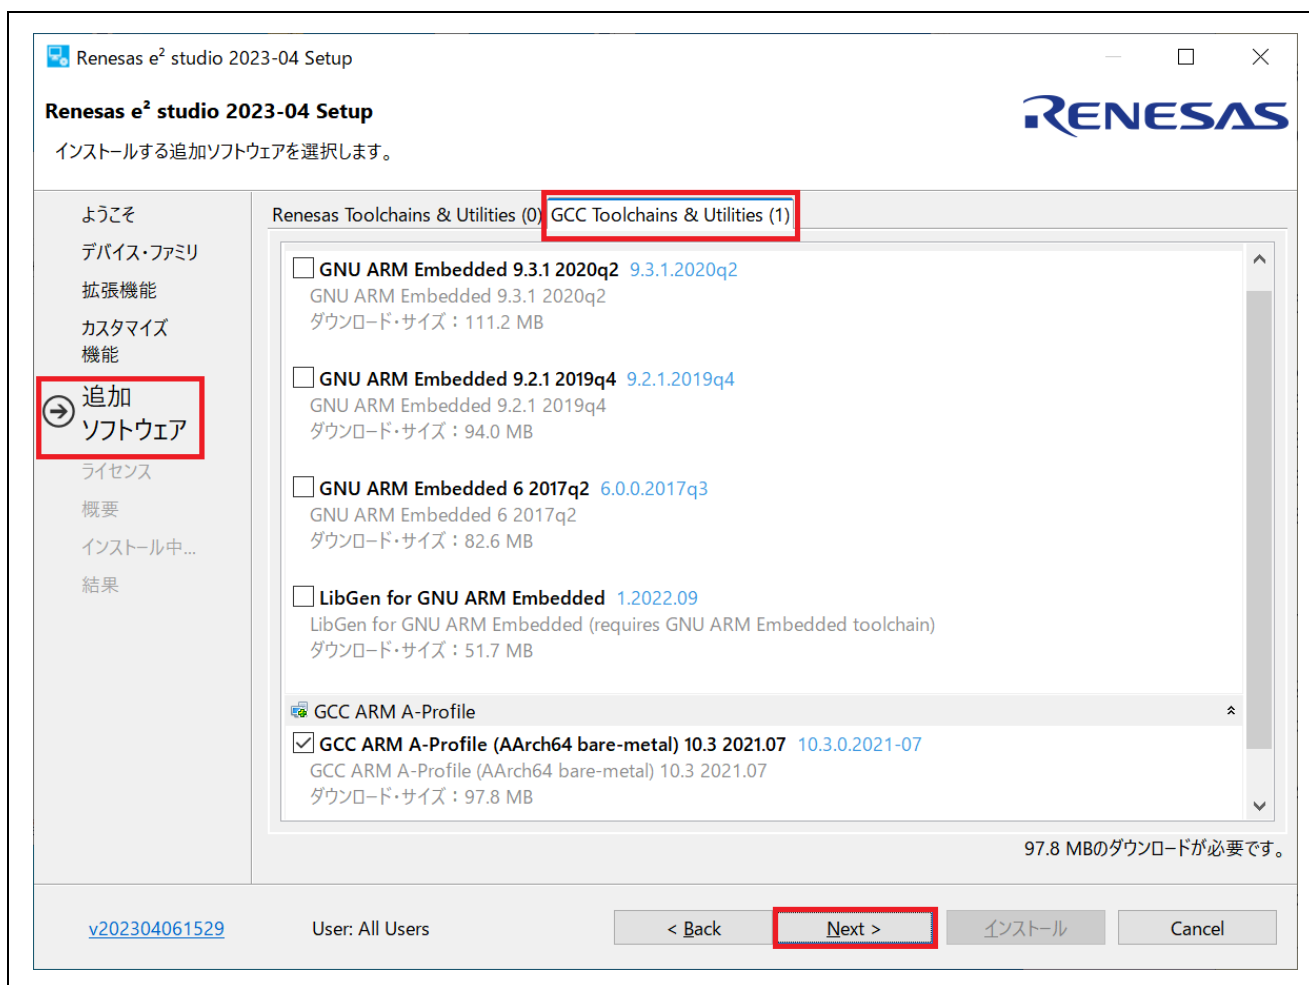 Renesas e² studio 2023-04 Setup
Renesas e² studio 2023-04 Setup
RENESAS
インストールする追加ソフトウェアを選択します。
ようこそ
デバイス・ファミリ
拡張機能
カスタマイズ
機能
追加
ソフトウェア
ライセンス
概要
インストール中...
結果
Renesas Toolchains & Utilities (0)
GCC Toolchains & Utilities (1)
GNU ARM Embedded 9.3.1 2020q2 9.3.1.2020q2
GNU ARM Embedded 9.3.1 2020q2
ダウンロード・サイズ：111.2 MB
GNU ARM Embedded 9.2.1 2019q4 9.2.1.2019q4
GNU ARM Embedded 9.2.1 2019q4
ダウンロード・サイズ：94.0 MB
GNU ARM Embedded 6 2017q2 6.0.0.2017q3
GNU ARM Embedded 6 2017q2
ダウンロード・サイズ：82.6 MB
LibGen for GNU ARM Embedded 1.2022.09
LibGen for GNU ARM Embedded (requires GNU ARM Embedded toolchain)
ダウンロード・サイズ：51.7 MB
GCC ARM A-Profile
GCC ARM A-Profile (AArch64 bare-metal) 10.3 2021.07 10.3.0.2021-07
GCC ARM A-Profile (AArch64 bare-metal) 10.3 2021.07
ダウンロード・サイズ：97.8 MB
97.8 MBのダウンロードが必要です。
v202304061529
User: All Users
< Back
Next >
インストール
Cancel